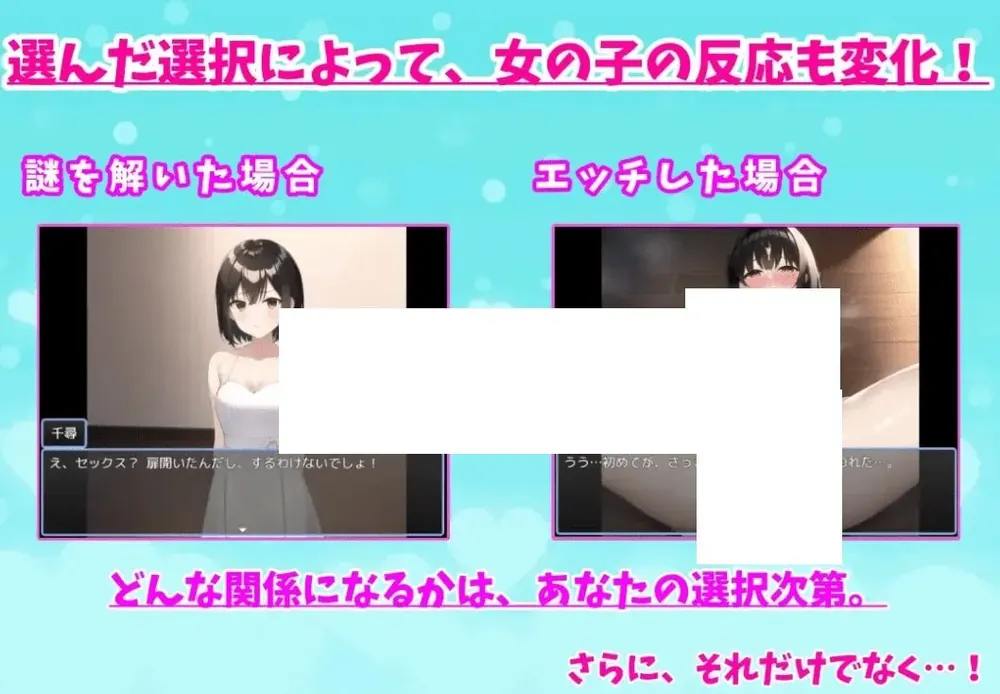 選んだ選択によって、女の子の反応も変化！
謎を解いた場合
エッチした場合
千尋
え、セックス？ 扉開いたんだし、するわけないでしょ！
うう…初めてが、さっ
われた…。
どんな関係になるかは、あなたの選択次第。
さらに、それだけでなく…！